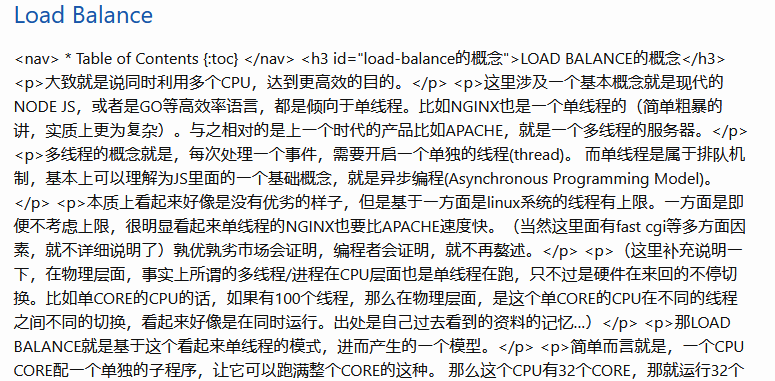 Load Balance
<nav> * Table of Contents {:toc} </nav> <h3 id="load-balance的概念">LOAD BALANCE的概念</h3>
<p>大致就是说同时利用多个CPU，达到更高效的目的。</p> <p>这里涉及一个基本概念就是现代的
NODE JS，或者是GO等高效率语言，都是倾向于单线程。比如NGINX也是一个单线程的（简单粗暴的
讲，实质上更为复杂）。与之相对的是上一个时代的产品比如APACHE，就是一个多线程的服务器。</p>
<p>多线程的概念就是，每次处理一个事件，需要开启一个单独的线程(thread)。 而单线程是属于排队机
制，基本上可以理解为JS里面的一个基础概念，就是异步编程(Asynchronous Programming Model)。
</p> <p>本质上看起来好像是没有优劣的样子，但是基于一方面是linux系统的线程有上限。一方面是即
便不考虑上限，很明显看起来单线程的NGINX也要比APACHE速度快。（当然这里面有fast cgi等多方面因
素，就不详细说明了）孰优孰劣市场会证明，编程者会证明，就不再赘述。</p> <p>（这里补充说明一
下，在物理层面，事实上所谓的多线程/进程在CPU层面也是单线程在跑，只不过是硬件在来回的不停切
换。比如单CORE的CPU的话，如果有100个线程，那么在物理层面，是这个单CORE的CPU在不同的线程
之间不同的切换，看起来好像是在同时运行。出处是自己过去看到的资料的记忆...）</p> <p>那LOAD
BALANCE就是基于这个看起来单线程的模式，进而产生的一个模型。</p> <p>简单而言就是，一个CPU
CORE配一个单独的子程序，让它可以跑满整个CORE的这种。 那么这个CPU有32个CORE，那就运行32个